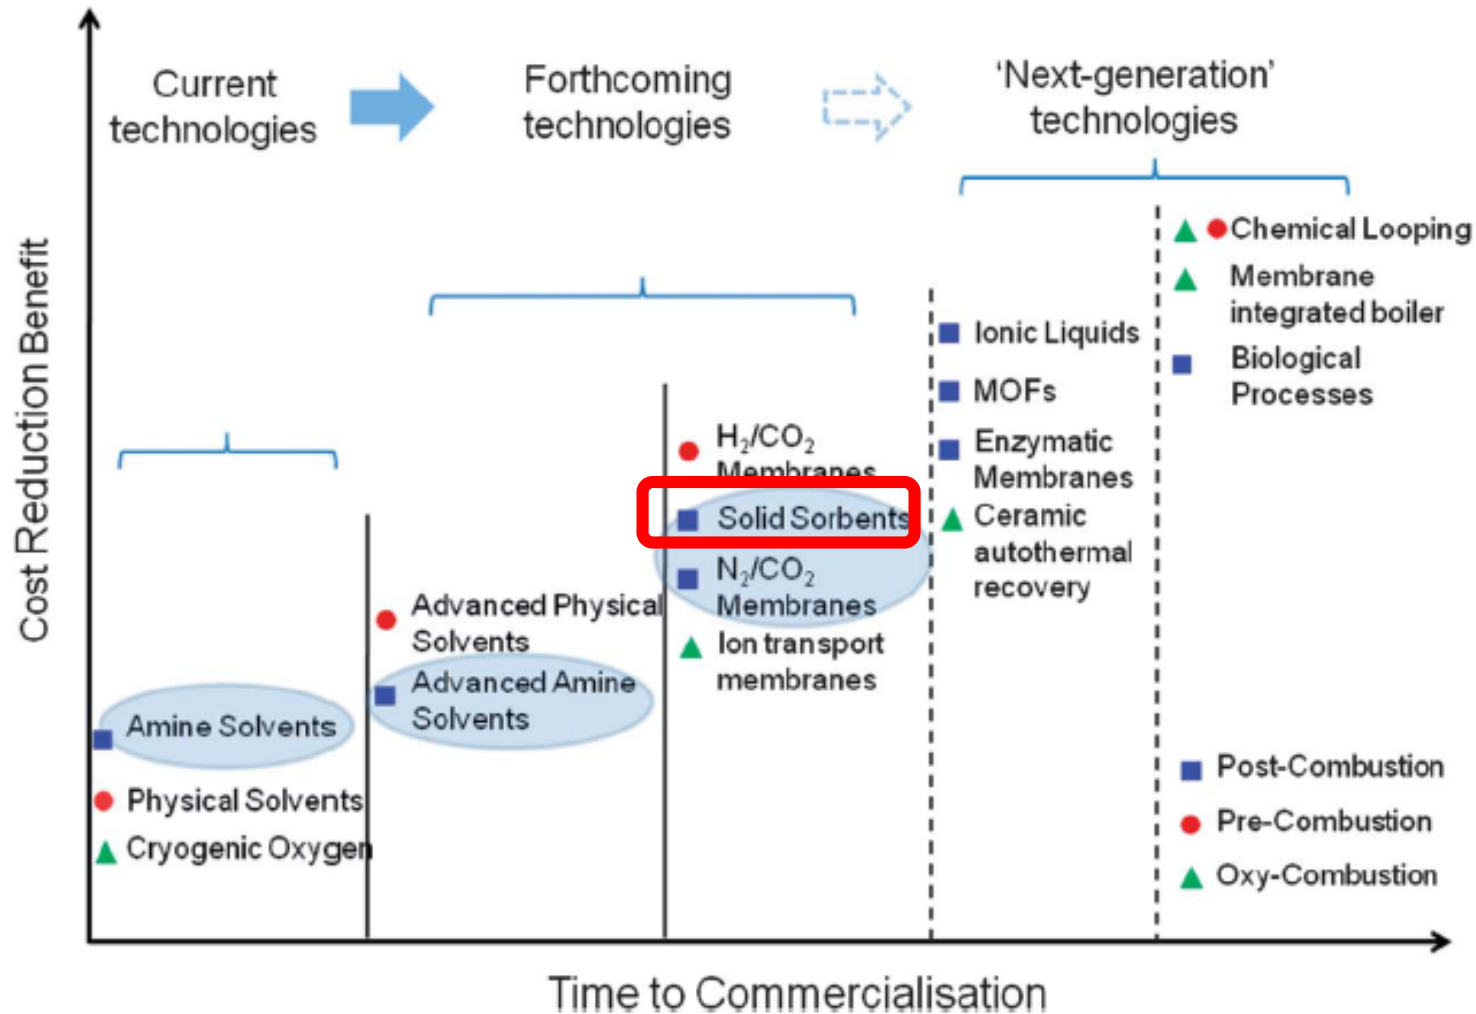 Current
technologies
Forthcoming
technologies
‘Next-generation’
technologies
Cost Reduction Benefit
Amine Solvents
Physical Solvents
Cryogenic Oxygen
Advanced Physical
Solvents
Advanced Amine
Solvents
H₂/CO₂
Membranes
Solid Sorbents
N₂/CO₂
Membranes
Ion transport
membranes
Ionic Liquids
MOFs
Enzymatic
Membranes
Ceramic
autothermal
recovery
Chemical Looping
Membrane
integrated boiler
Biological
Processes
Post-Combustion
Pre-Combustion
Oxy-Combustion
Time to Commercialisation